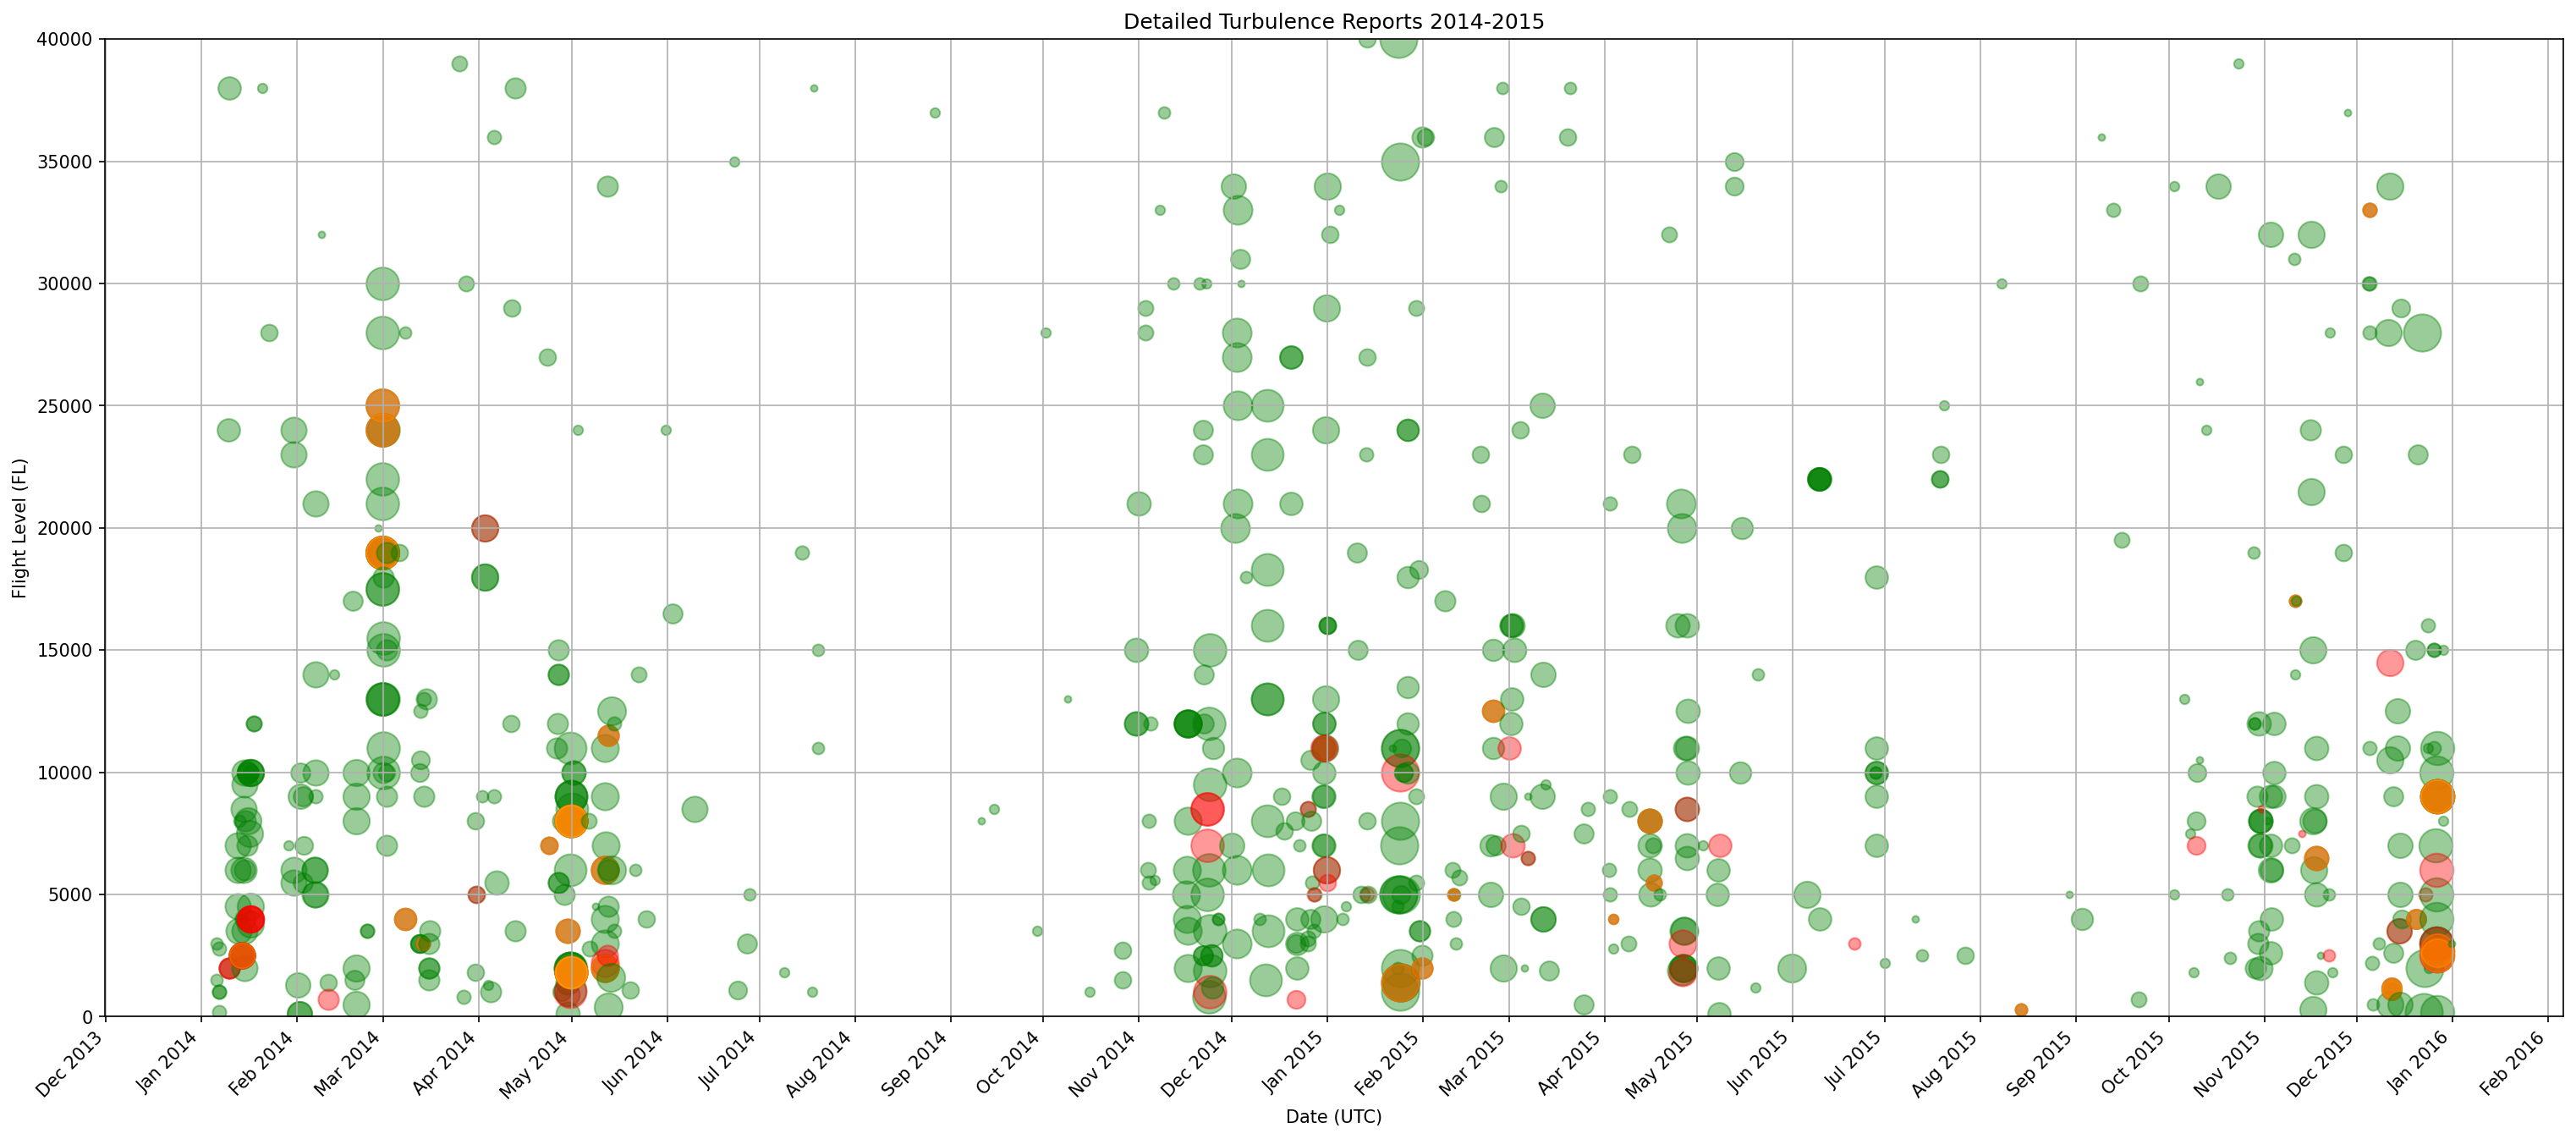 Detailed Turbulence Reports 2014-2015
Flight Level (FL)
40000
35000
30000
25000
20000
15000
10000
5000
0
Dec 2013
Jan 2014
Feb 2014
Mar 2014
Apr 2014
May 2014
Jun 2014
Jul 2014
Aug 2014
Sep 2014
Oct 2014
Nov 2014
Dec 2014
Jan 2015
Feb 2015
Mar 2015
Apr 2015
May 2015
Jun 2015
Jul 2015
Aug 2015
Sep 2015
Oct 2015
Nov 2015
Dec 2015
Jan 2016
Feb 2016
Date (UTC)